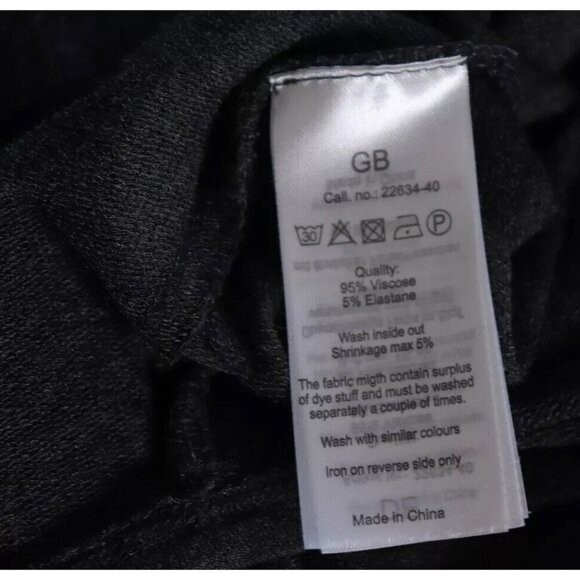 GB
Call. no.: 22634-40
30 P
Quality:
95% Viscose
5% Elastane
Wash inside out
Shrinkage max 5%
The fabric migth contain surplus
of dye stuff and must be washed
separately a couple of times.
Wash with similar colours
Iron on reverse side only
Made in China